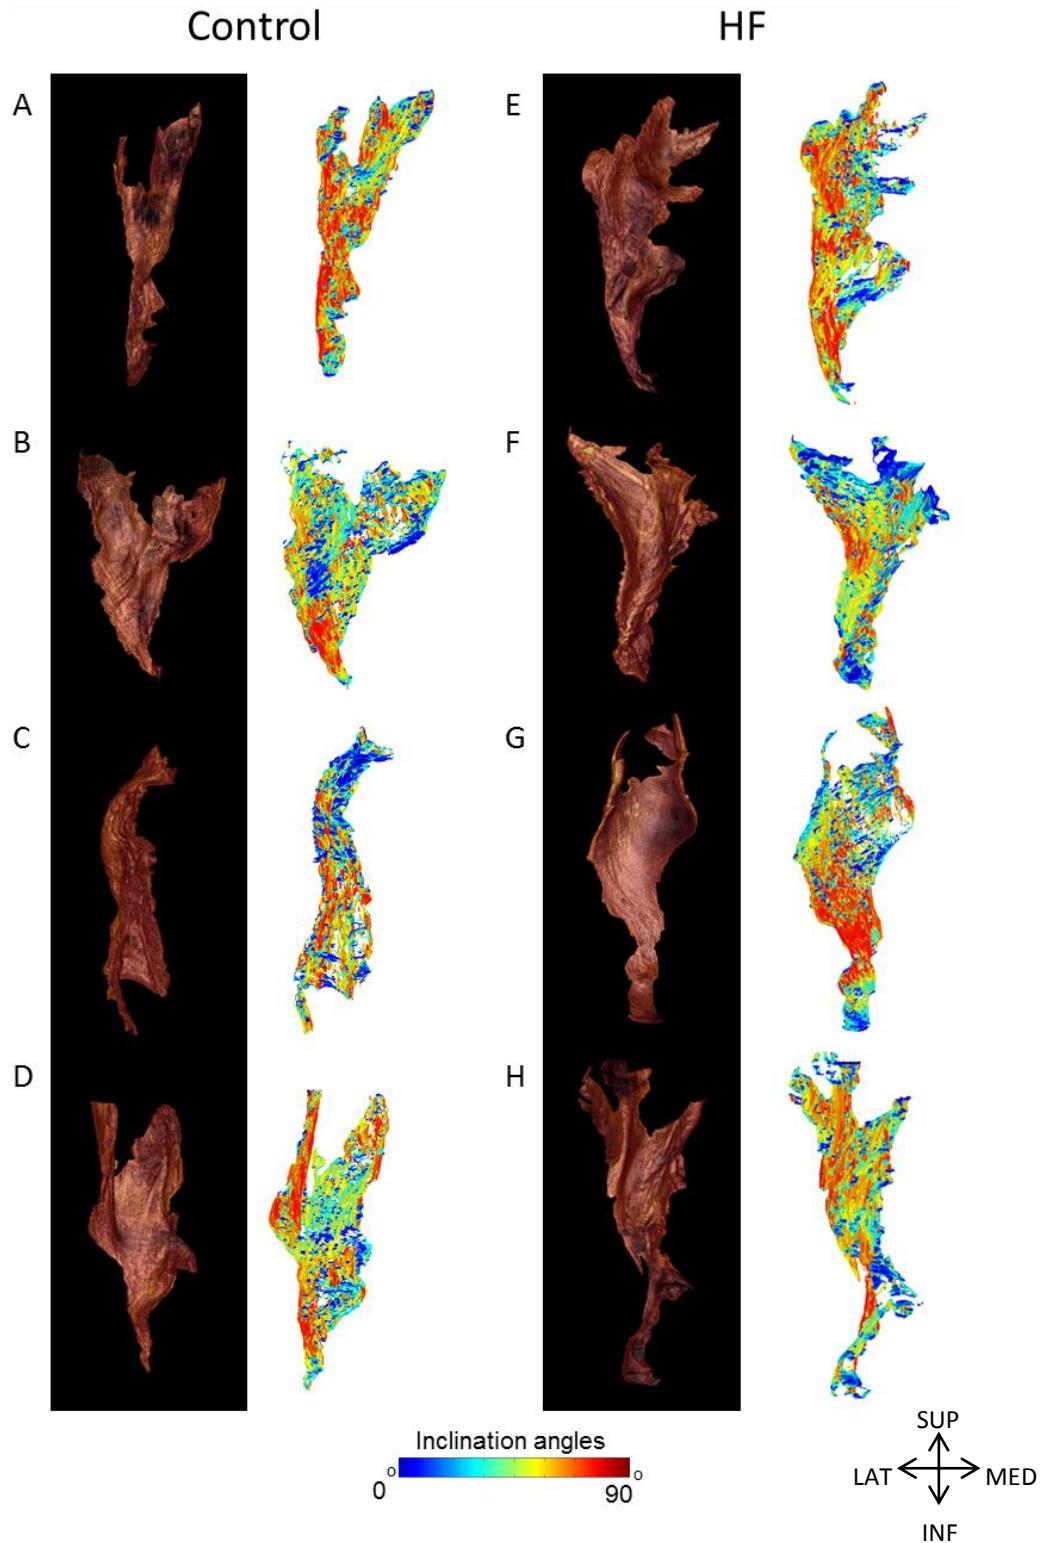 Control HF
A E
B F
C G
D H
Inclination angles
0° 90°
SUP
LAT MED
INF